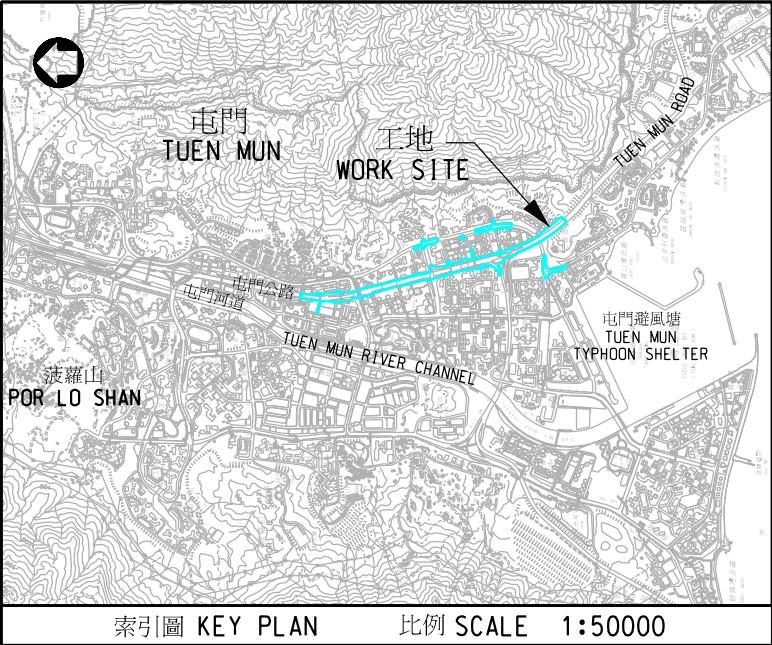 屯門
TUEN MUN
工地
WORK SITE
TUEN MUN ROAD
屯門公路
屯門河道
TUEN MUN RIVER CHANNEL
屯門避風塘
TUEN MUN
TYPHOON SHELTER
菠蘿山
POR LO SHAN
索引圖 KEY PLAN 比例 SCALE 1:50000